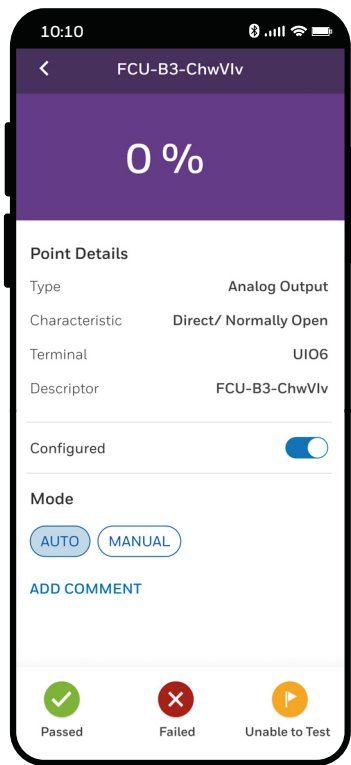 10:10
FCU-B3-ChwVlv
0 %
Point Details
Type Analog Output
Characteristic Direct/ Normally Open
Terminal UIO6
Descriptor FCU-B3-ChwVlv
Configured
Mode
AUTO MANUAL
ADD COMMENT
Passed Failed Unable to Test